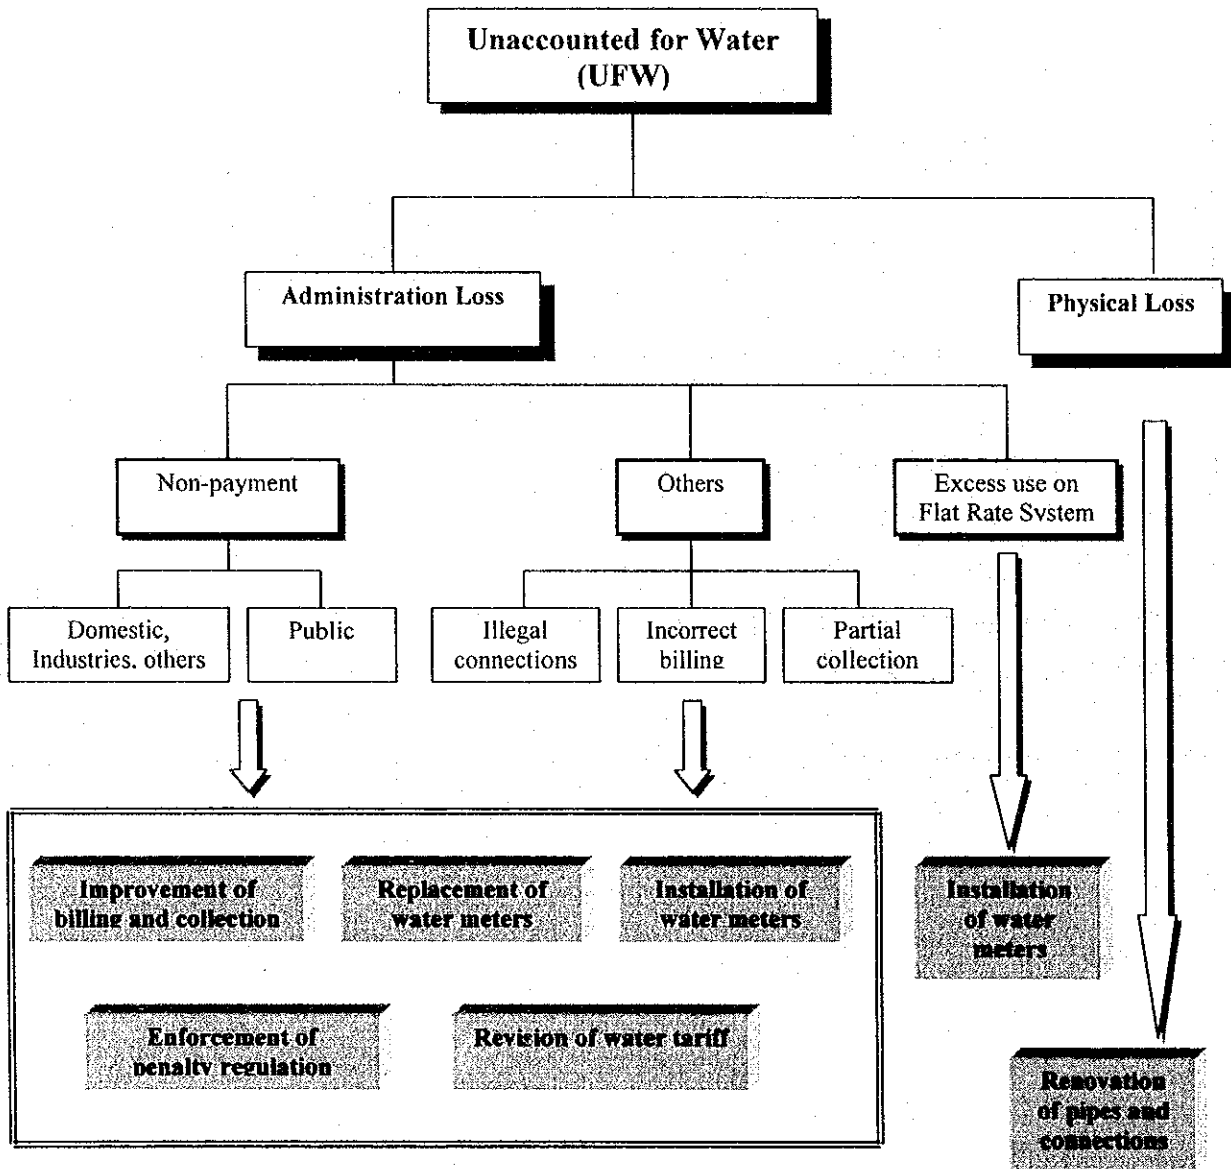 Unaccounted for Water
(UFW)
Administration Loss
Physical Loss
Non-payment
Others
Excess use on
Flat Rate System
Domestic,
Industries, others
Public
Illegal
connections
Incorrect
billing
Partial
collection
Improvement of
billing and collection
Replacement of
water meters
Installation of
water meters
Installation
of water
meters
Enforcement of
penalty regulation
Revision of water tariff
Renovation
of pipes and
connections